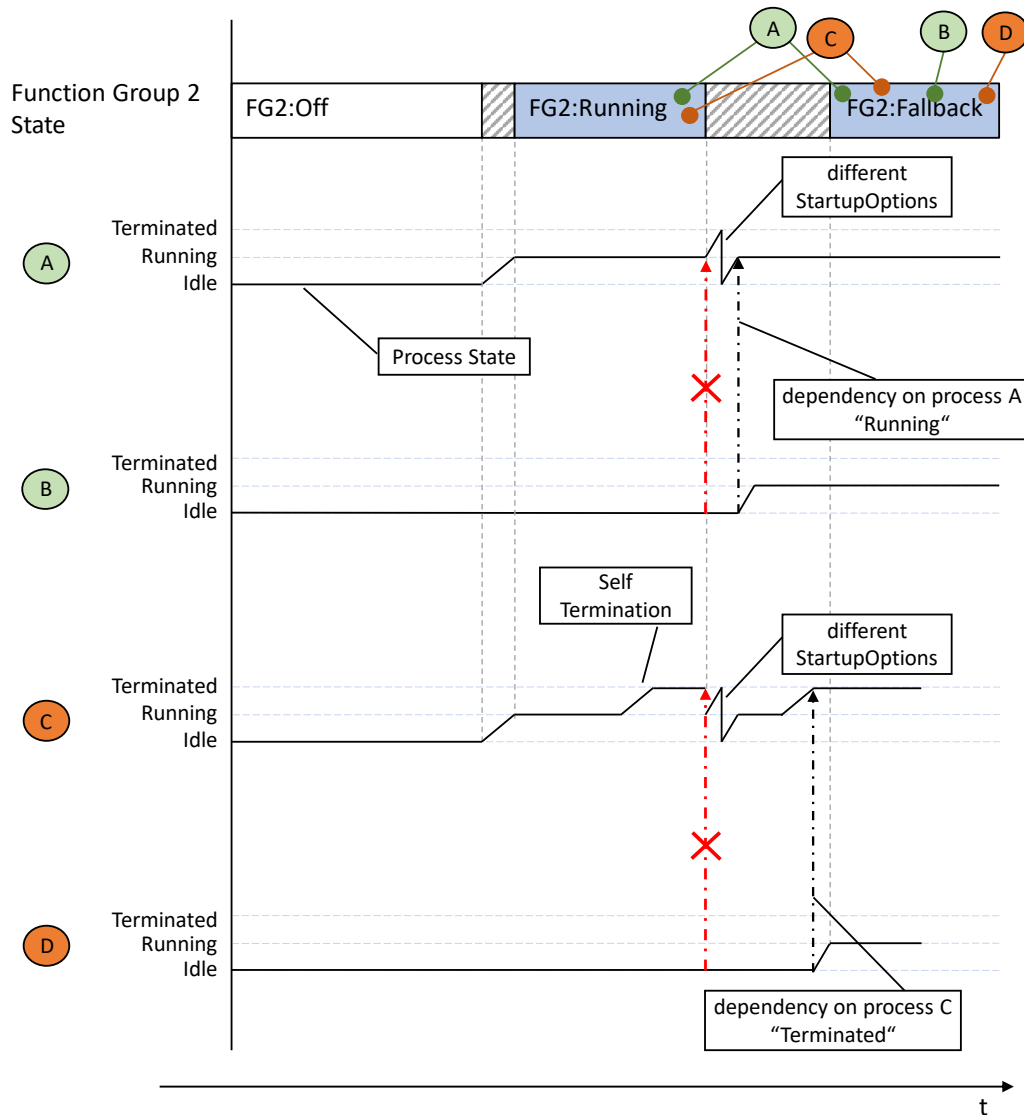 A
C
B
D
Function Group 2
State
FG2:Off
FG2:Running
FG2:Fallback
different
StartupOptions
Terminated
Running
Idle
A
Process State
dependency on process A
“Running“
Terminated
Running
Idle
B
Self
Termination
different
StartupOptions
Terminated
Running
Idle
C
Terminated
Running
Idle
D
dependency on process C
“Terminated“
t